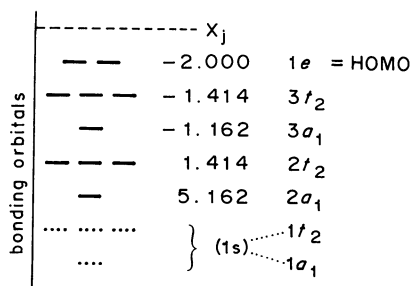 X_j
-2.000 1e = HOMO
-1.414 3t_2
-1.162 3a_1
1.414 2t_2
5.162 2a_1
1t_2
(1s)
1a_1
bonding orbitals